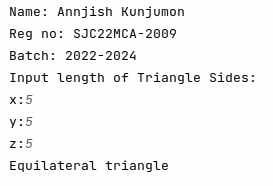 Name: Annjish Kunjumon
Reg no: SJC22MCA-2009
Batch: 2022-2024
Input length of Triangle Sides:
x:5
y:5
z:5
Equilateral triangle